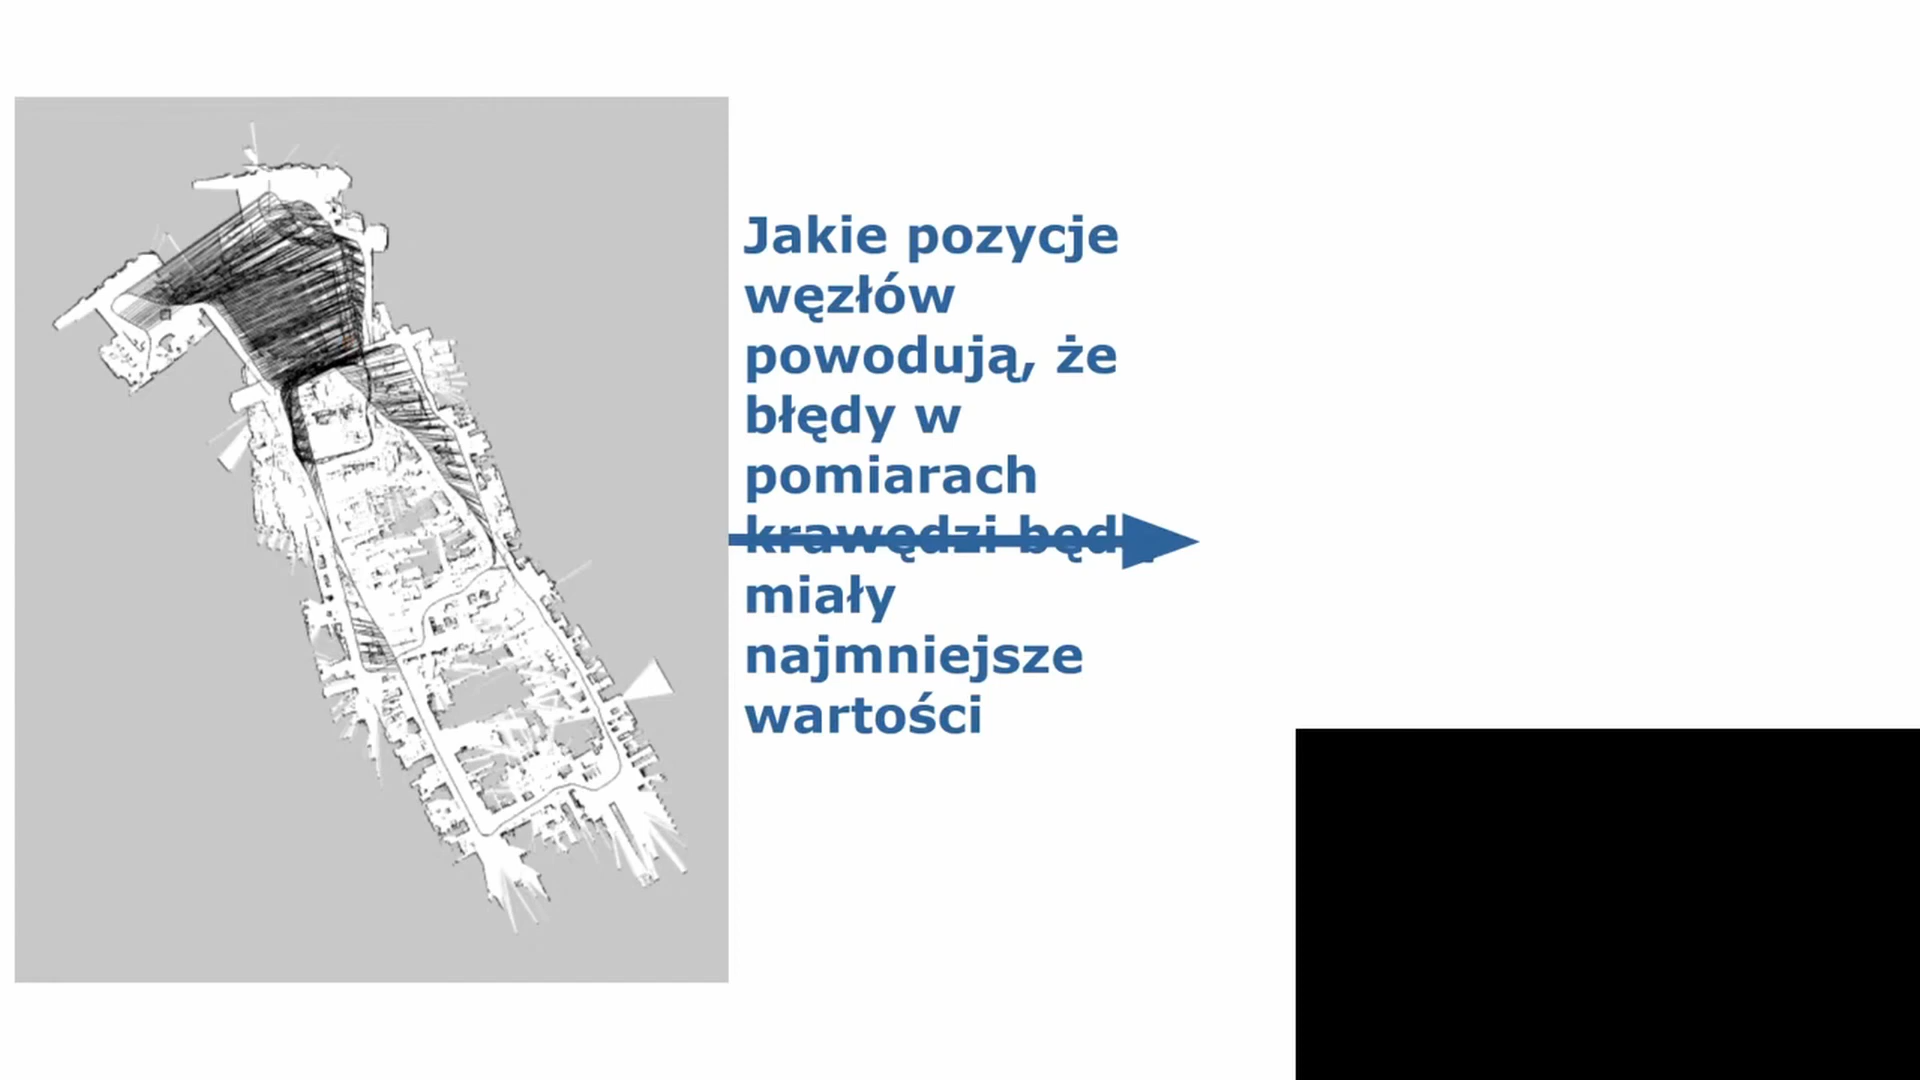 Jakie pozycje
węzłów
powodują, że
błędy w
pomiarach
krawędzi będą
miały
najmniejsze
wartości